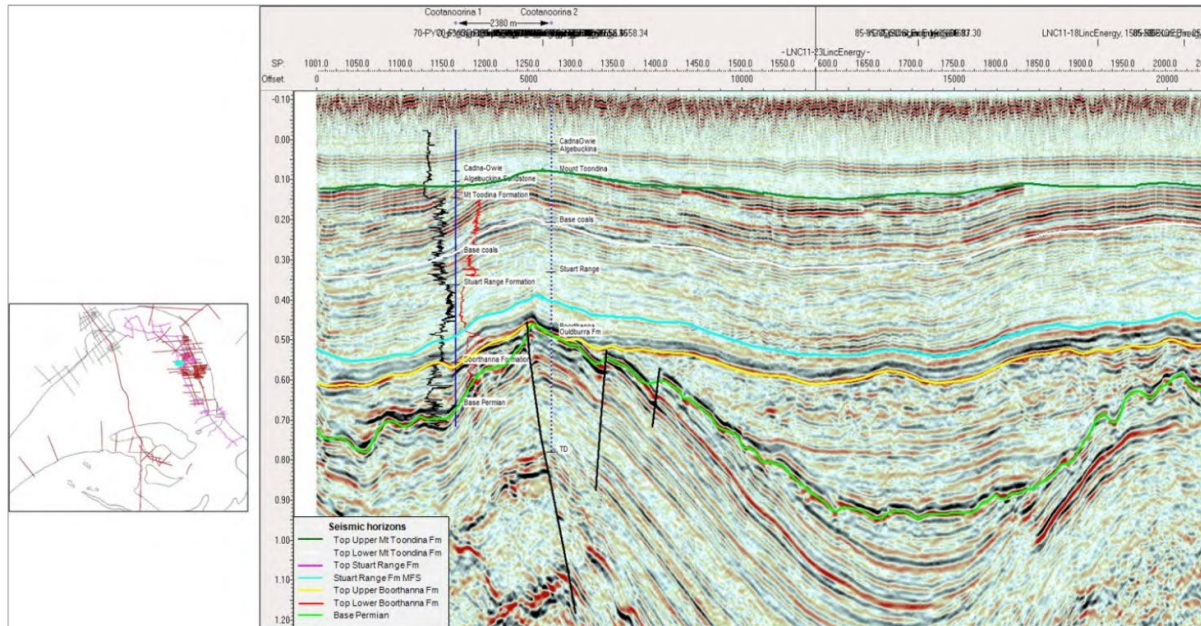 Cootanoorina 1 Cootanoorina 2
2380 m
LNC11-23LincEnergy
SP: 1001.0 1050.0 1100.0 1150.0 1200.0 1250.0 1300.0 1350.0 1400.0 1450.0 1500.0 1550.0 1650.0 1700.0 1750.0 1800.0 1850.0 1900.0 1950.0 2000.0
Offset: 0.0 5000 10000 15000 20000
-0.10
0.00
0.10
0.20
0.30
0.40
0.50
0.60
0.70
0.80
0.90
1.00
1.10
1.20
Cadna-Owie
Algebuckina Sandstone
Mt Toodina Formation
Base coals
Stuart Range Formation
Boorthanna Formation
Base Permian
CadnaOwie
Algebuckina
Mount Toondina
Base coals
Stuart Range
Boorthanna
Ouldburra Fm
TD
Seismic horizons
Top Upper Mt Toondina Fm
Top Lower Mt Toondina Fm
Top Stuart Range Fm
Stuart Range Fm MFS
Top Upper Boorthanna Fm
Top Lower Boorthanna Fm
Base Permian